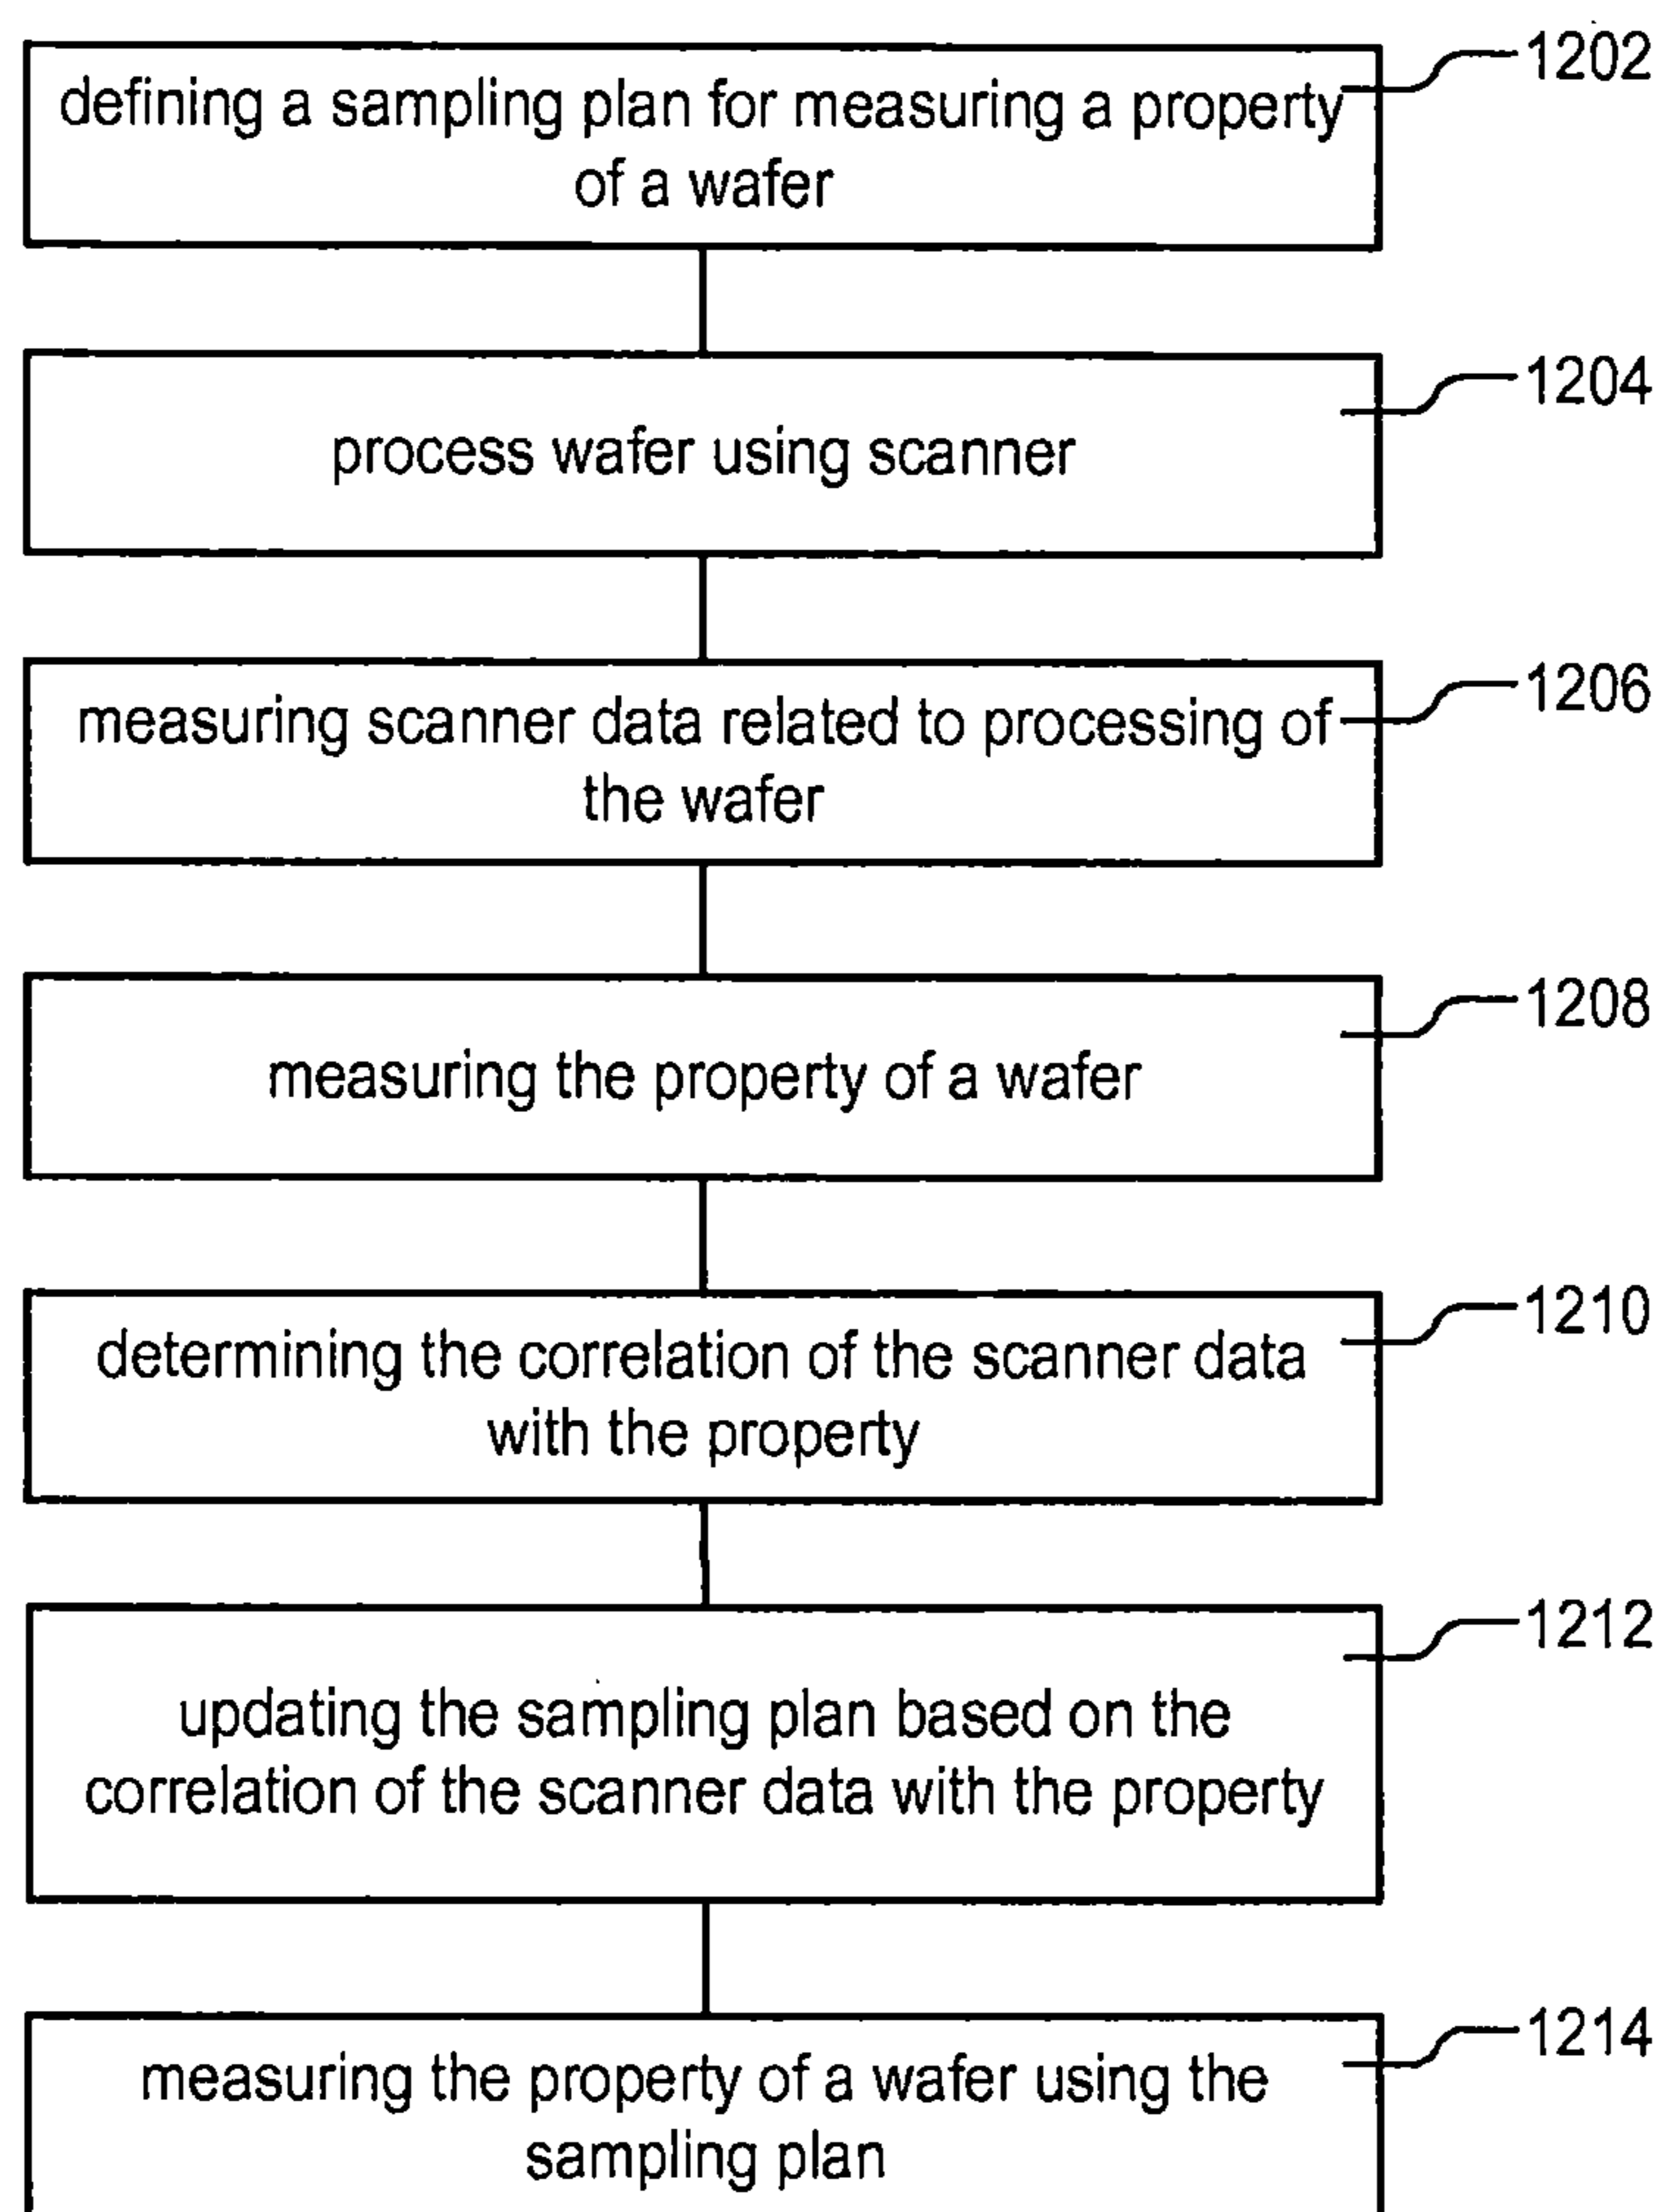 1202
defining a sampling plan for measuring a property
of a wafer
1204
process wafer using scanner
1206
measuring scanner data related to processing of
the wafer
1208
measuring the property of a wafer
1210
determining the correlation of the scanner data
with the property
1212
updating the sampling plan based on the
correlation of the scanner data with the property
1214
measuring the property of a wafer using the
sampling plan